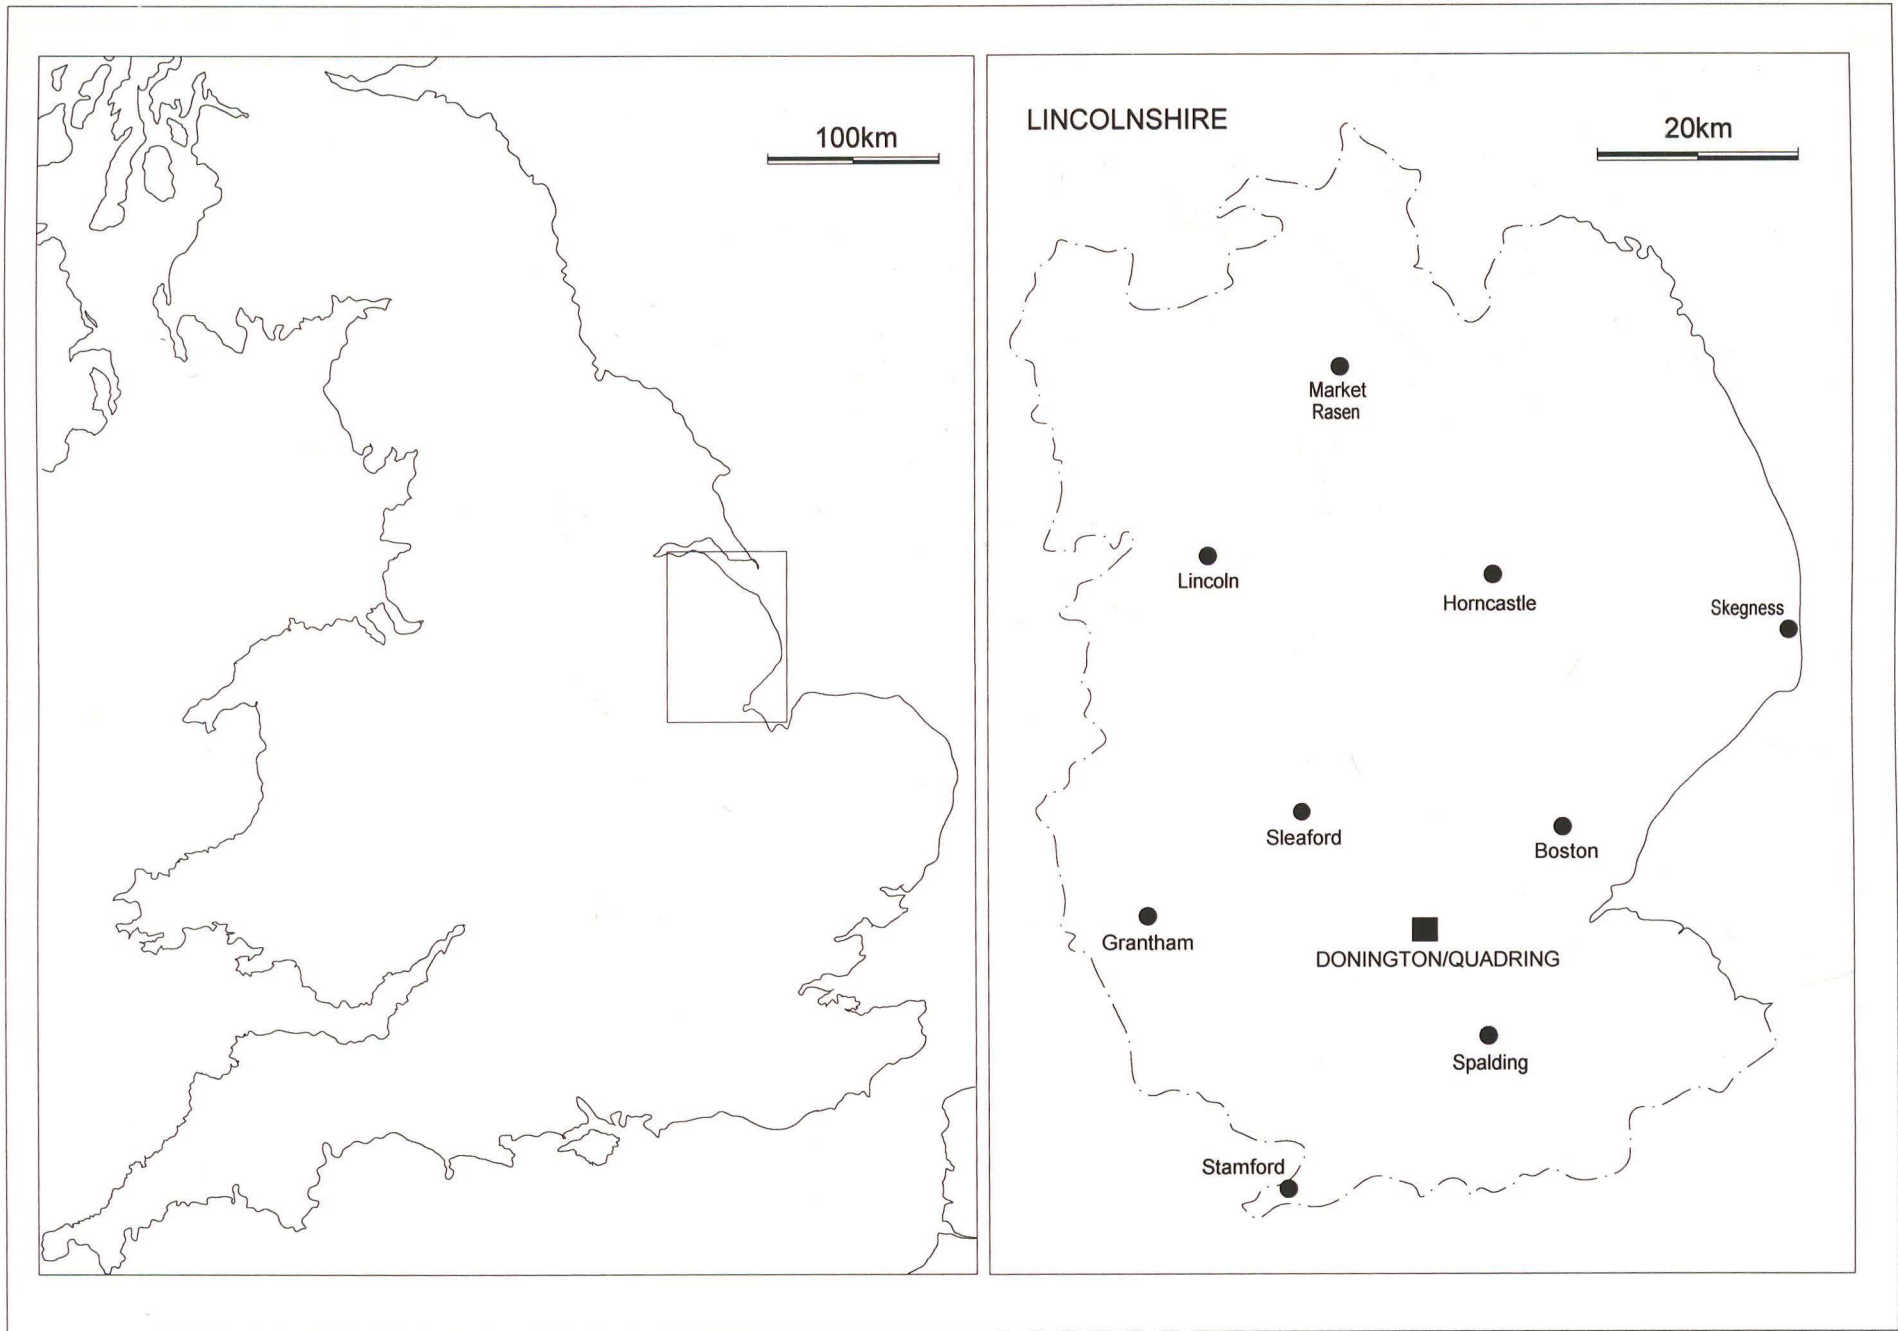 100km
LINCOLNSHIRE
20km
Market
Rasen
Lincoln
Horncastle
Skegness
Sleaford
Boston
Grantham
DONINGTON/QUADRING
Spalding
Stamford